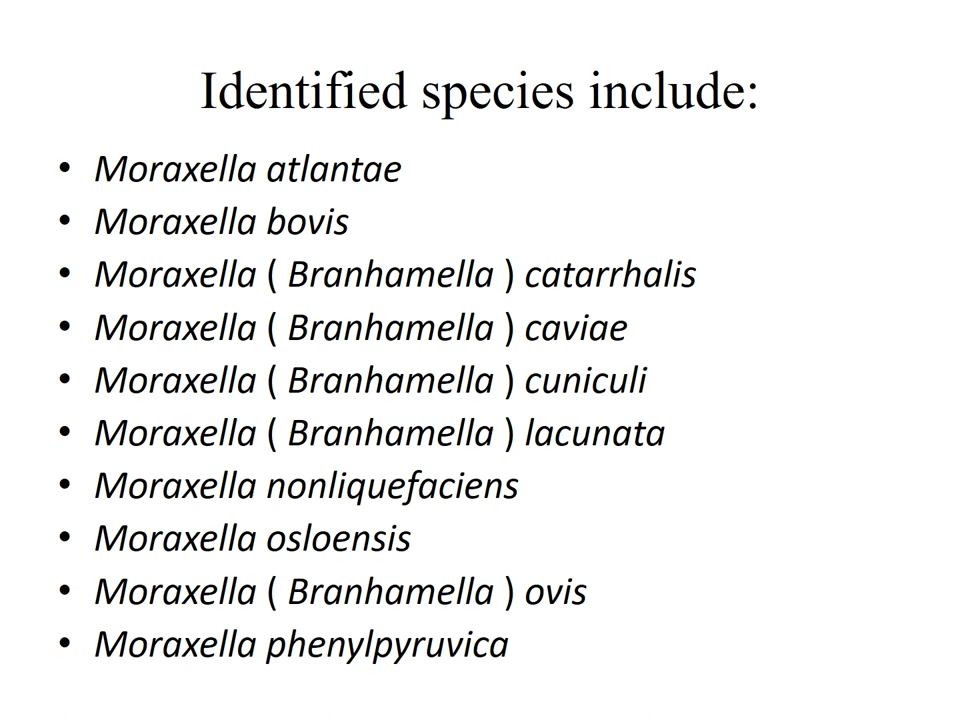 Identified species include:
• Moraxella atlantae
• Moraxella bovis
• Moraxella ( Branhamella ) catarrhalis
• Moraxella ( Branhamella ) caviae
• Moraxella ( Branhamella ) cuniculi
• Moraxella ( Branhamella ) lacunata
• Moraxella nonliquefaciens
• Moraxella osloensis
• Moraxella ( Branhamella ) ovis
• Moraxella phenylpyruvica